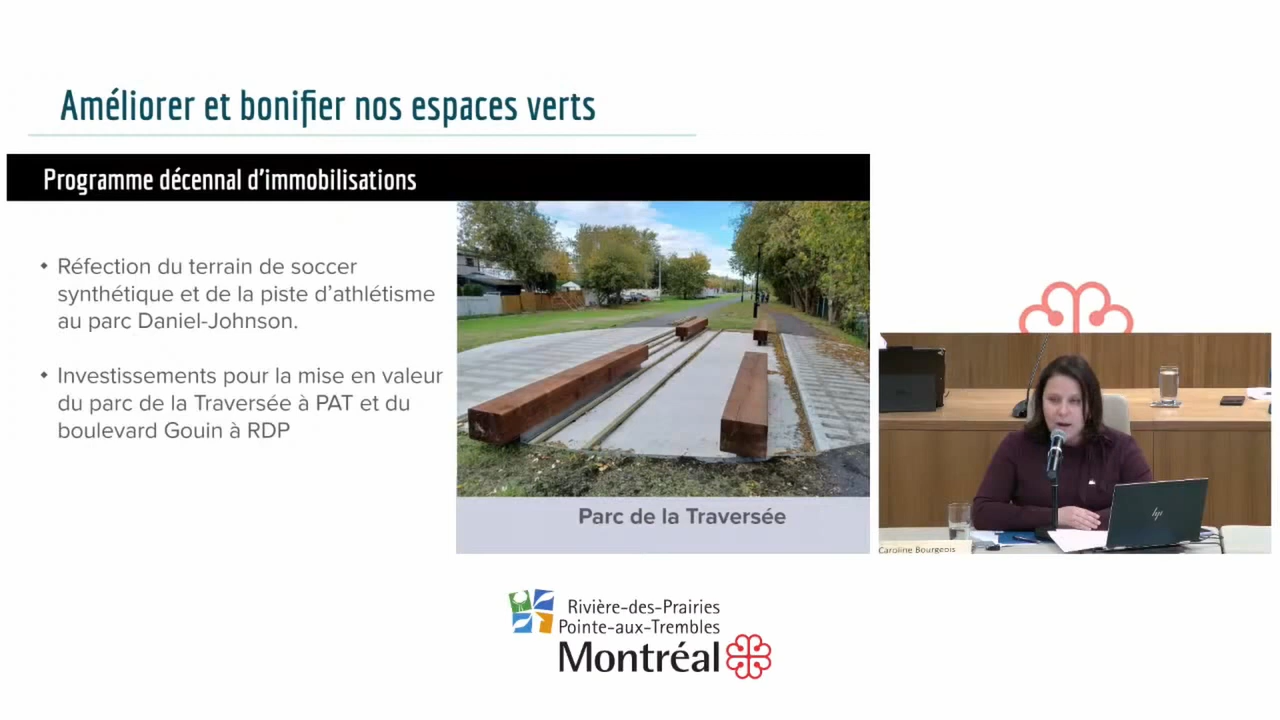 Améliorer et bonifier nos espaces verts
Programme décennal d'immobilisations
Réfection du terrain de soccer
synthétique et de la piste d'athlétisme
au parc Daniel-Johnson.
Investissements pour la mise en valeur
du parc de la Traversée à PAT et du
boulevard Gouin à RDP
Parc de la Traversée
hp
Caroline Bourgeois
Rivière-des-Prairies
Pointe-aux-Trembles
Montréal